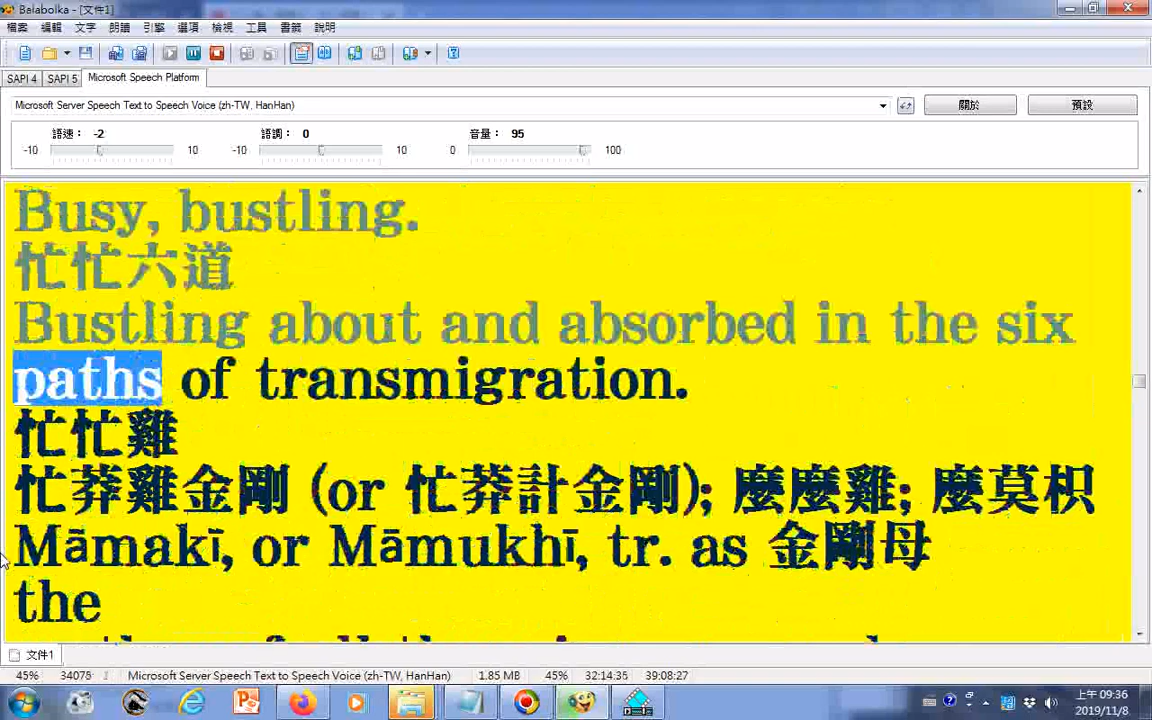 Balabolka - [文件1]
檔案 編輯 文字 朗讀 引擎 選項 檢視 工具 書籤 說明
SAPI 4 SAPI 5 Microsoft Speech Platform
Microsoft Server Speech Text to Speech Voice (zh-TW, HanHan) 關於 預設
語速： -2 語調： 0 音量： 95
-10 10 -10 10 0 100
Busy, bustling.
忙忙六道
Bustling about and absorbed in the six
paths of transmigration.
忙忙雞
忙莽雞金剛 (or 忙莽計金剛); 麼麼雞; 麼莫枳
Māmakī, or Māmukhī, tr. as 金剛母
the
文件1
45% 34075 Microsoft Server Speech Text to Speech Voice (zh-TW, HanHan) 1.85 MB 45% 32:14:35 39:08:27
上午 09:36
2019/11/8